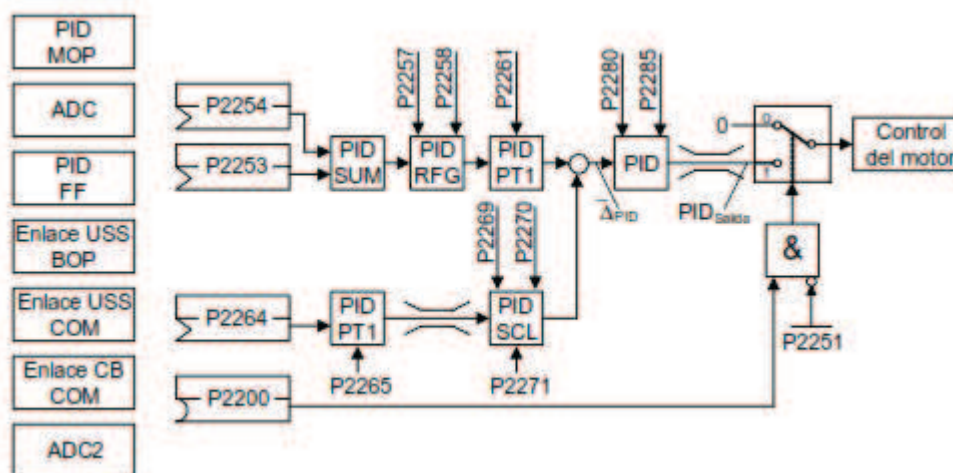 PID
MOP
ADC
PID
FF
Enlace USS
BOP
Enlace USS
COM
Enlace CB
COM
ADC2
P2254
P2253
P2264
P2200
PID
SUM
P2257
P2258
PID
RFG
P2261
PID
PT1
P2269
P2270
PID
PT1
P2265
PID
SCL
P2271
P2280
P2285
PID
ΔPID
PIDSalida
0
0
1
&
P2251
Control
del motor